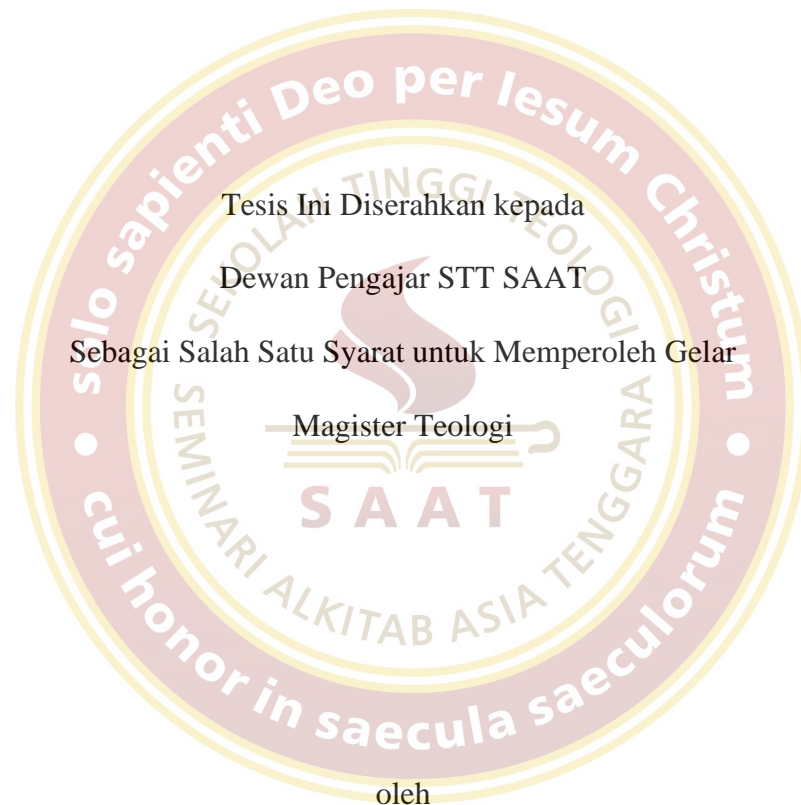 solo sapienti Deo per Iesum Christum
SEKOLAH TINGGI TEOLOGI
Tesis Ini Diserahkan kepada
Dewan Pengajar STT SAAT
Sebagai Salah Satu Syarat untuk Memperoleh Gelar
Magister Teologi
SAAT
SEMINARI ALKITAB ASIA TENGGARA
cui honor in saecula saeculorum
oleh